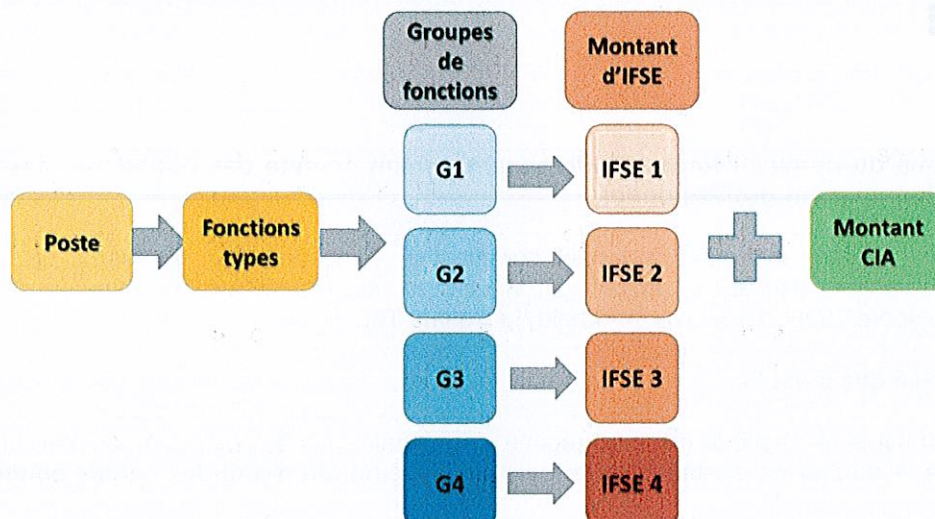 Groupes
de
fonctions
Montant
d'IFSE
G1
IFSE 1
Poste
Fonctions
types
G2
IFSE 2
Montant
CIA
G3
IFSE 3
G4
IFSE 4